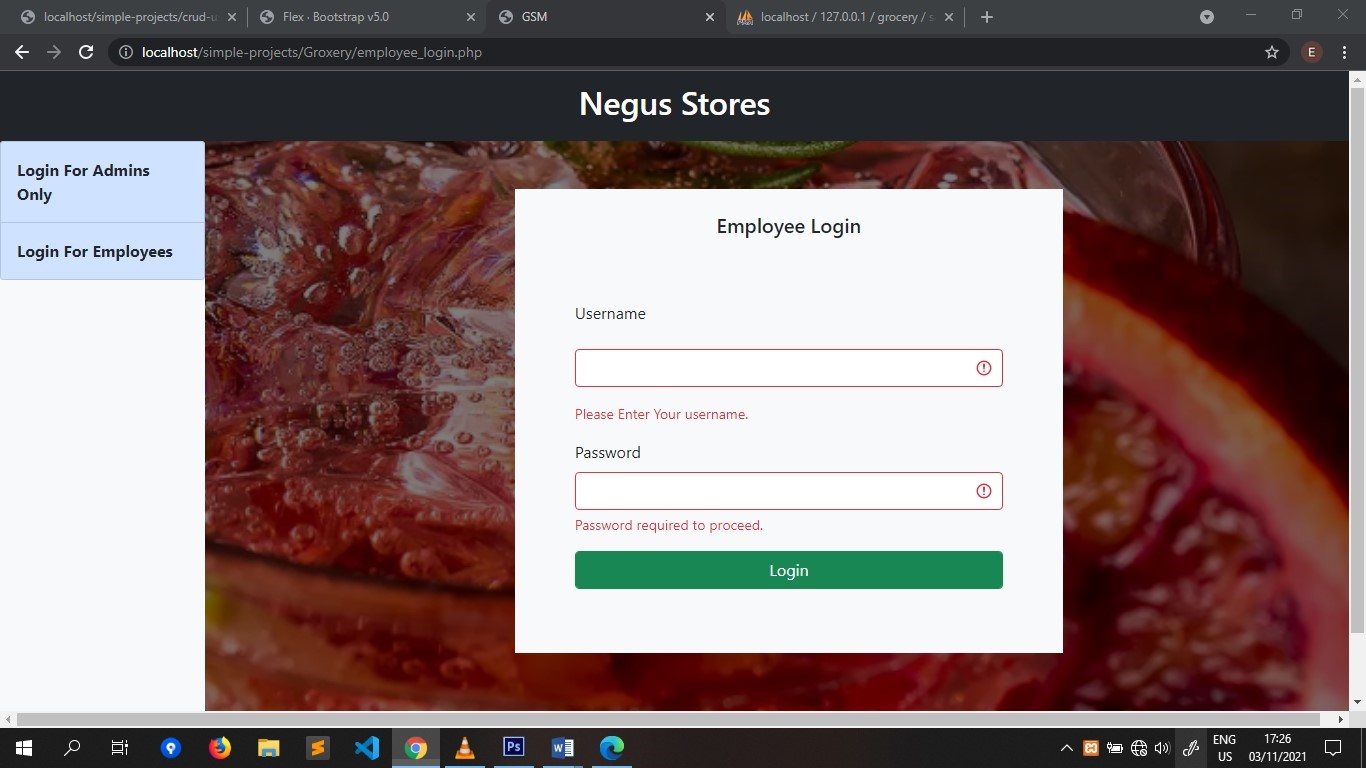 localhost/simple-projects/crud-u
Flex · Bootstrap v5.0
GSM
localhost / 127.0.0.1 / grocery / s
localhost/simple-projects/Groxery/employee_login.php
E
Negus Stores
Login For Admins
Only
Login For Employees
Employee Login
Username
Please Enter Your username.
Password
Password required to proceed.
Login
Ps
ENG
US
17:26
03/11/2021